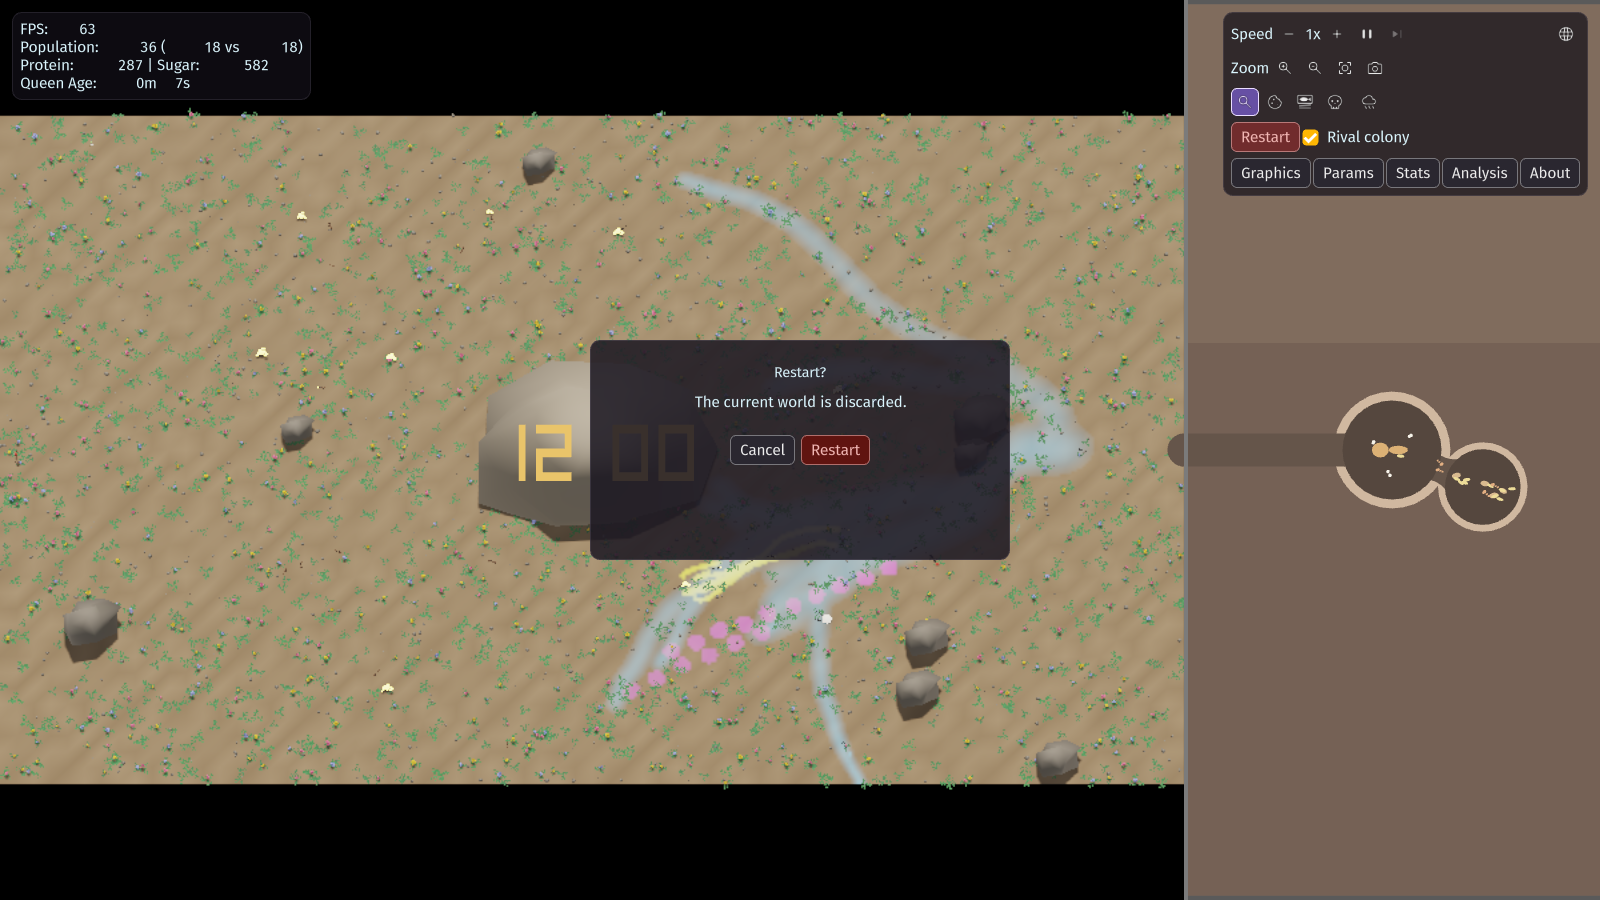 FPS: 63
Population: 36 ( 18 vs 18)
Protein: 287 | Sugar: 582
Queen Age: 0m 7s
Speed − 1x +
Zoom
Restart Rival colony
Graphics Params Stats Analysis About
Restart?
The current world is discarded.
Cancel Restart
12 00